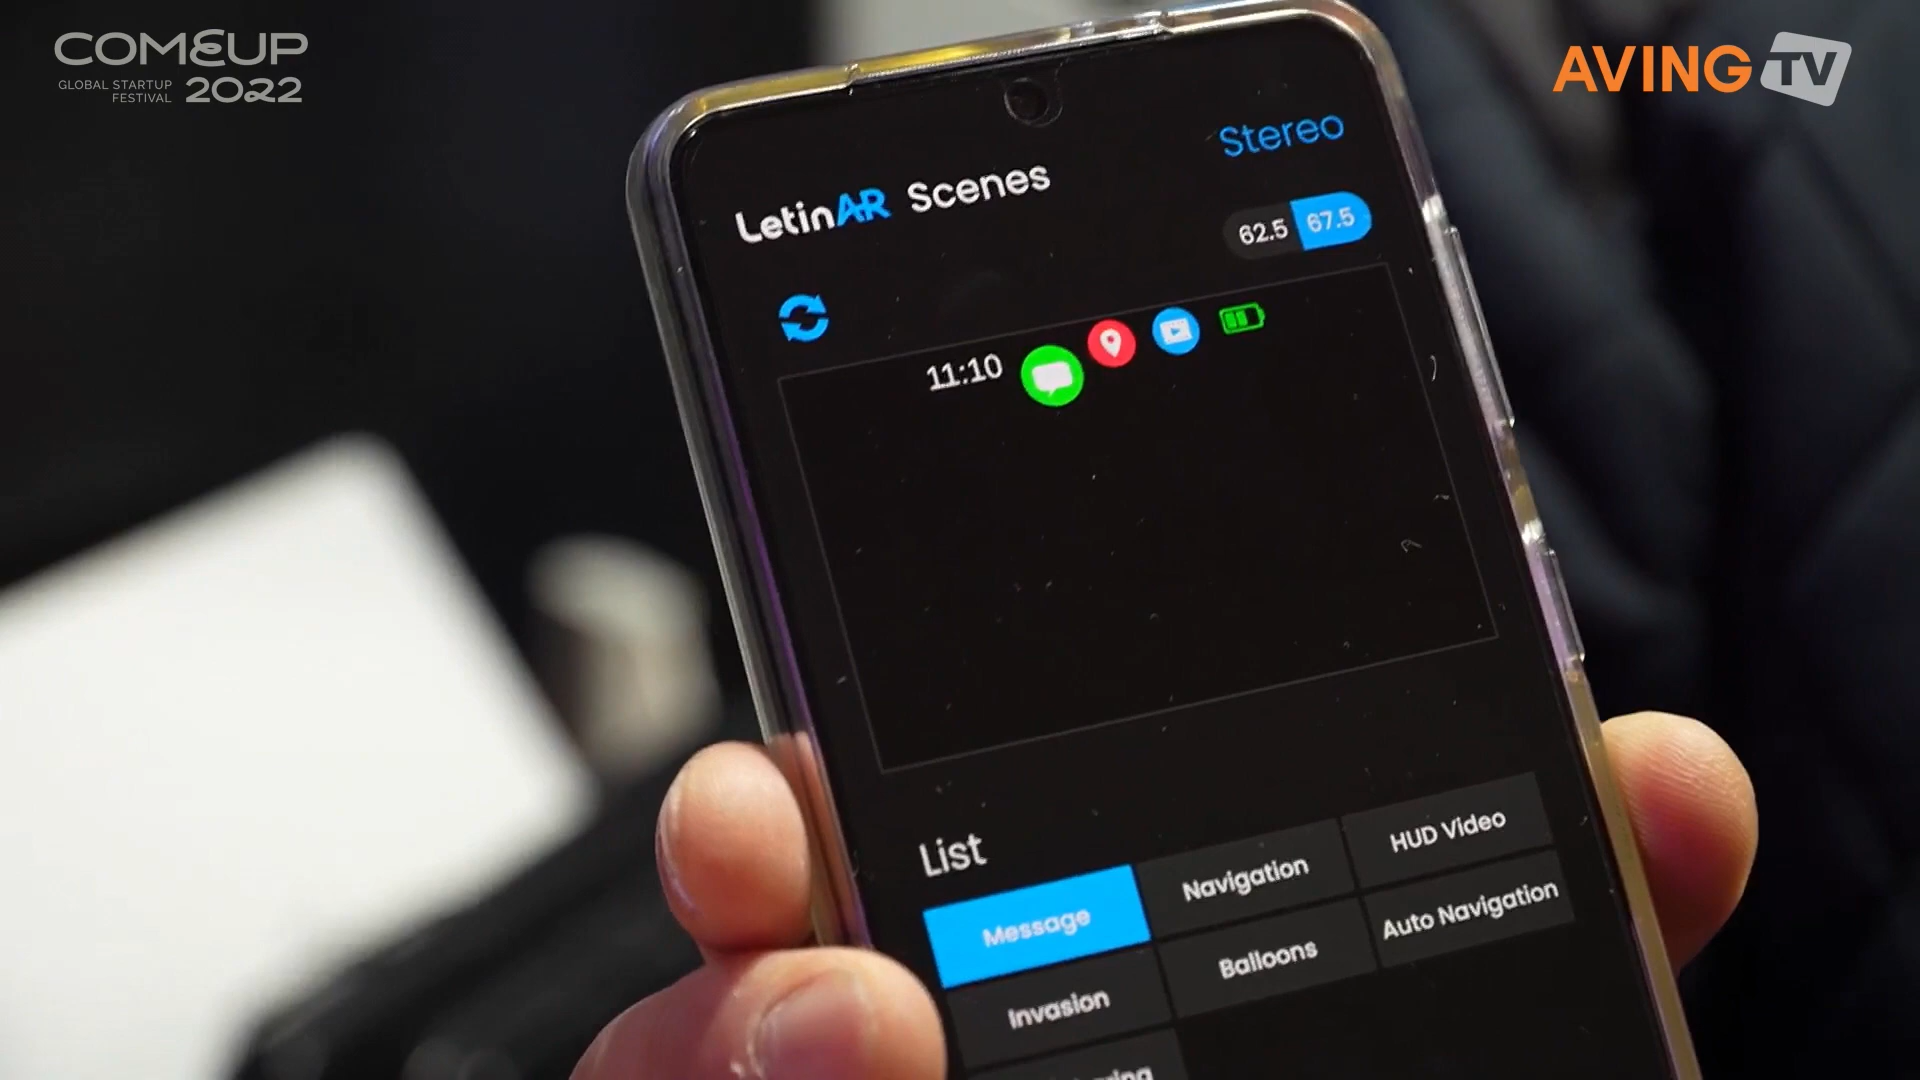 COMEUP
GLOBAL STARTUP
FESTIVAL 2022
AVING TV
Stereo
LetinAR Scenes
62.5 67.5
11:10
List
Message Navigation HUD Video
Invasion Balloons Auto Navigation